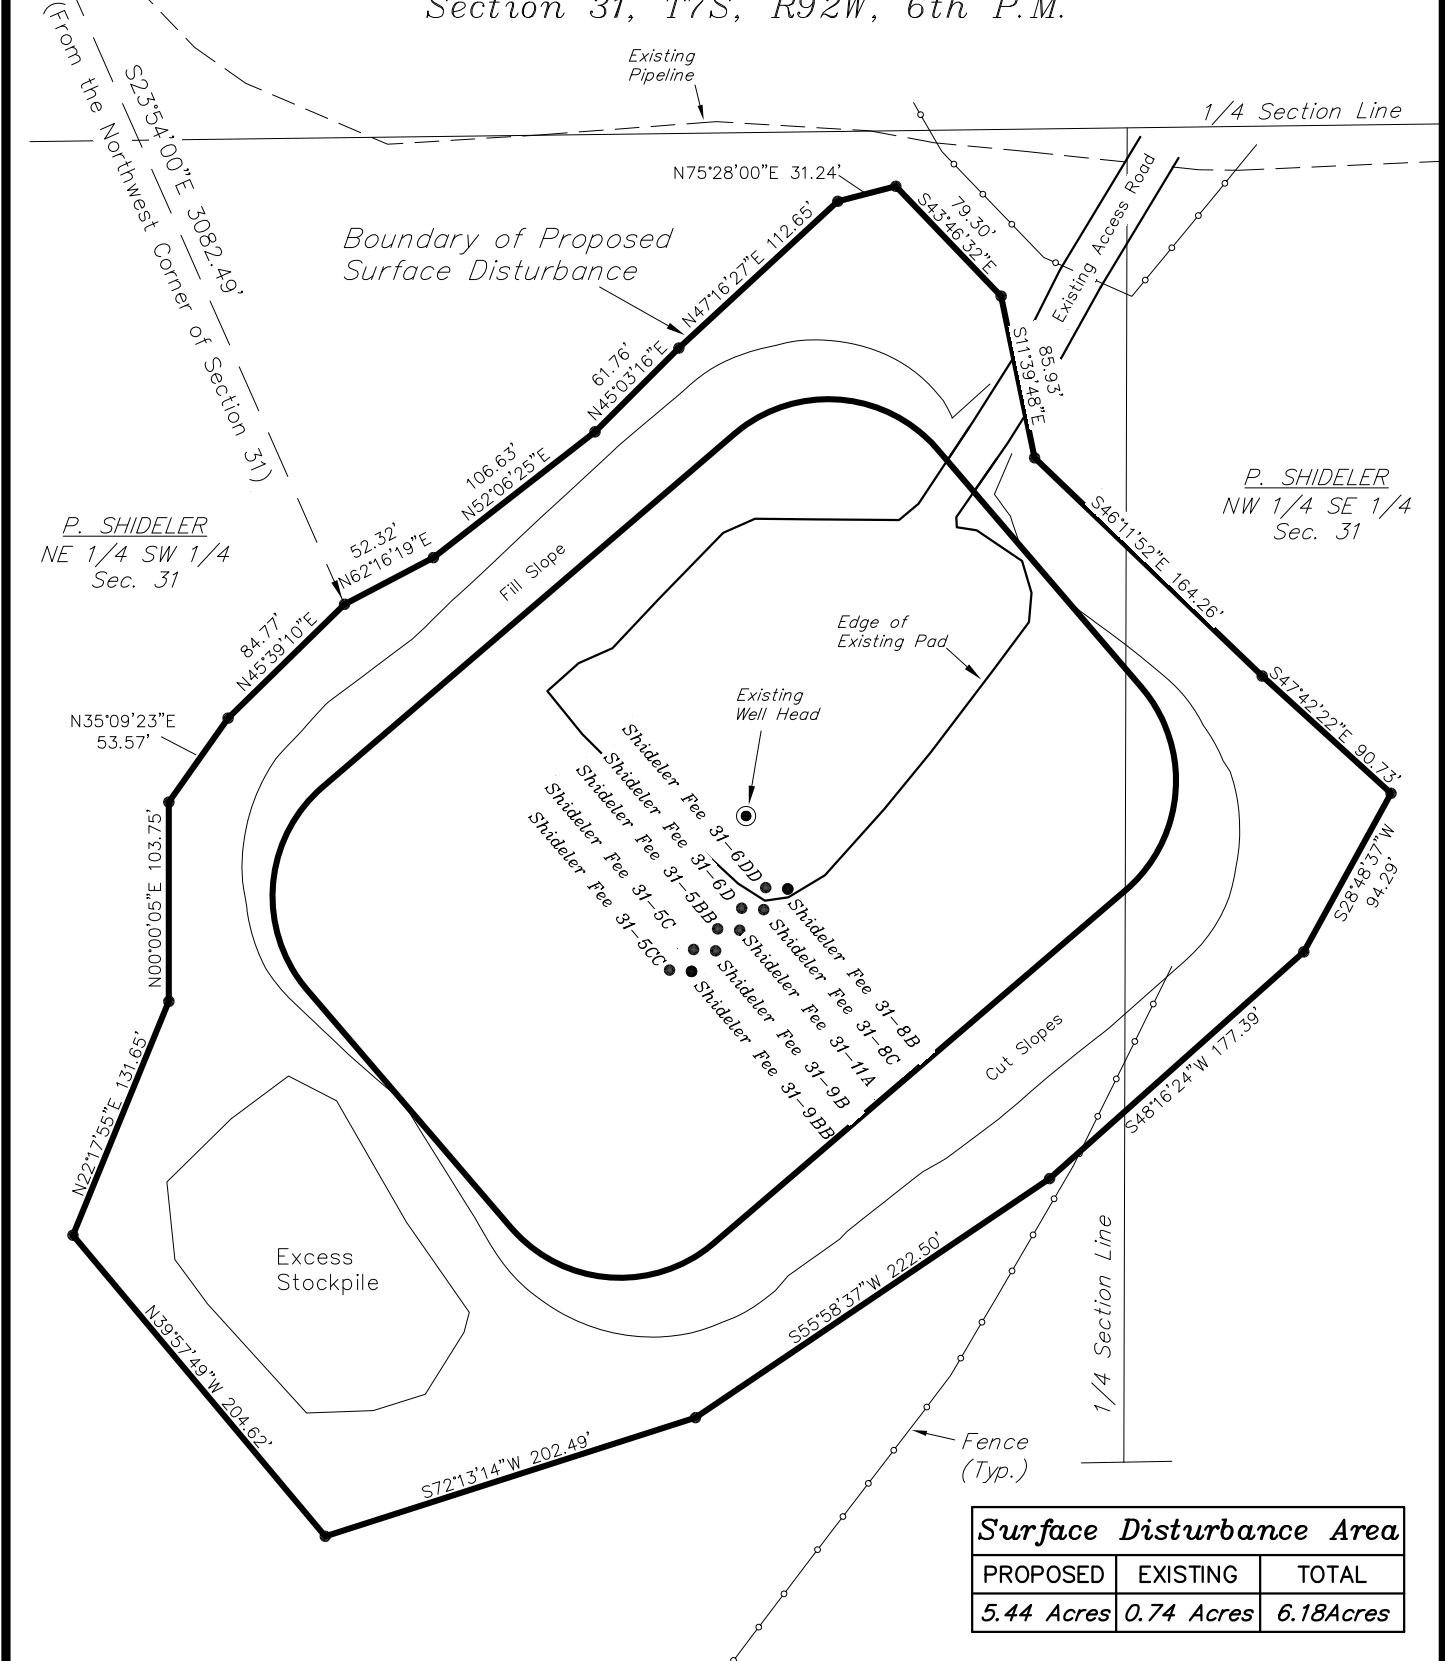 Section 31, T7S, R92W, 6th P.M.
Existing
Pipeline
1/4 Section Line
(From the Northwest Corner of Section 31)
S23°54'00"E 3082.49'
N75°28'00"E 31.24'
79.30'
S43°46'32"E
Existing Access Road
Boundary of Proposed
Surface Disturbance
N47°16'27"E 112.65'
85.93'
S11°39'48"E
61.76'
N45°03'16"E
106.63'
N52°06'25"E
P. SHIDELER
NW 1/4 SE 1/4
Sec. 31
P. SHIDELER
NE 1/4 SW 1/4
Sec. 31
52.32'
N62°16'19"E
S46°11'52"E 164.26'
Fill Slope
84.77'
N45°39'10"E
Edge of
Existing Pad
S47°42'22"E 90.73'
N35°09'23"E
53.57'
Existing
Well Head
Shideler Fee 31-6DD
Shideler Fee 31-6D
Shideler Fee 31-5BB
Shideler Fee 31-5C
Shideler Fee 31-5CC
N00°00'05"E 103.75'
S28°48'37"W
94.29'
Shideler Fee 31-8B
Shideler Fee 31-8C
Shideler Fee 31-11A
Shideler Fee 31-9B
Shideler Fee 31-9BB
Cut Slopes
S48°16'24"W 177.39'
N22°17'55"E 131.65'
Excess
Stockpile
S55°58'37"W 222.50'
1/4 Section Line
N39°57'49"W 204.62'
S72°13'14"W 202.49'
Fence
(Typ.)
Surface Disturbance Area
PROPOSED EXISTING TOTAL
5.44 Acres 0.74 Acres 6.18Acres